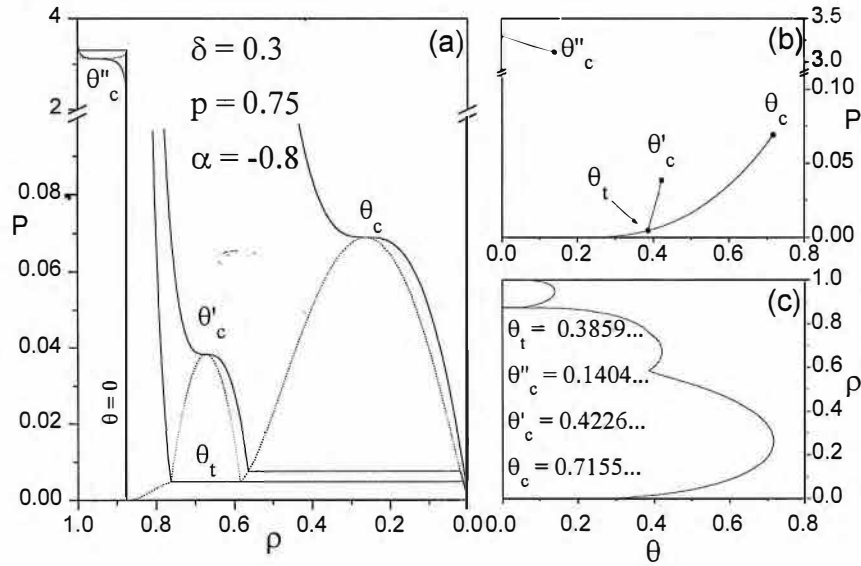 (a)
δ = 0.3
p = 0.75
α = -0.8
θ"c
θc
θ'c
θt
θ = 0
4
3
2
0.08
0.06
0.04
0.02
0.00
P
1.0
0.8
0.6
0.4
0.2
0.0
ρ
(b)
θ"c
θc
θ'c
θt
3.5
3.0
0.10
0.05
0.00
P
0.0
0.2
0.4
0.6
0.8
(c)
θt = 0.3859...
θ"c = 0.1404...
θ'c = 0.4226...
θc = 0.7155...
1.0
0.8
0.6
0.4
0.2
0.0
ρ
0.0
0.2
0.4
0.6
0.8
θ